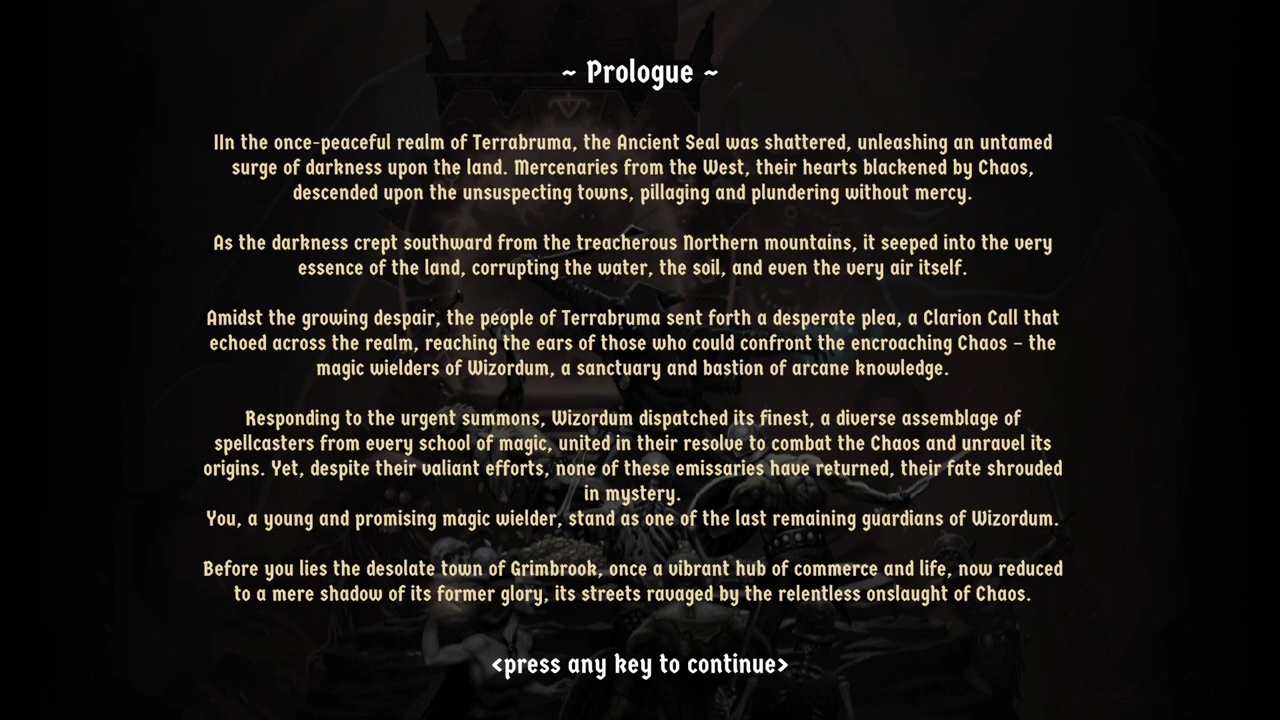 ~ Prologue ~
IIn the once-peaceful realm of Terrabruma, the Ancient Seal was shattered, unleashing an untamed
surge of darkness upon the land. Mercenaries from the West, their hearts blackened by Chaos,
descended upon the unsuspecting towns, pillaging and plundering without mercy.
As the darkness crept southward from the treacherous Northern mountains, it seeped into the very
essence of the land, corrupting the water, the soil, and even the very air itself.
Amidst the growing despair, the people of Terrabruma sent forth a desperate plea, a Clarion Call that
echoed across the realm, reaching the ears of those who could confront the encroaching Chaos – the
magic wielders of Wizordum, a sanctuary and bastion of arcane knowledge.
Responding to the urgent summons, Wizordum dispatched its finest, a diverse assemblage of
spellcasters from every school of magic, united in their resolve to combat the Chaos and unravel its
origins. Yet, despite their valiant efforts, none of these emissaries have returned, their fate shrouded
in mystery.
You, a young and promising magic wielder, stand as one of the last remaining guardians of Wizordum.
Before you lies the desolate town of Grimbrook, once a vibrant hub of commerce and life, now reduced
to a mere shadow of its former glory, its streets ravaged by the relentless onslaught of Chaos.
<press any key to continue>